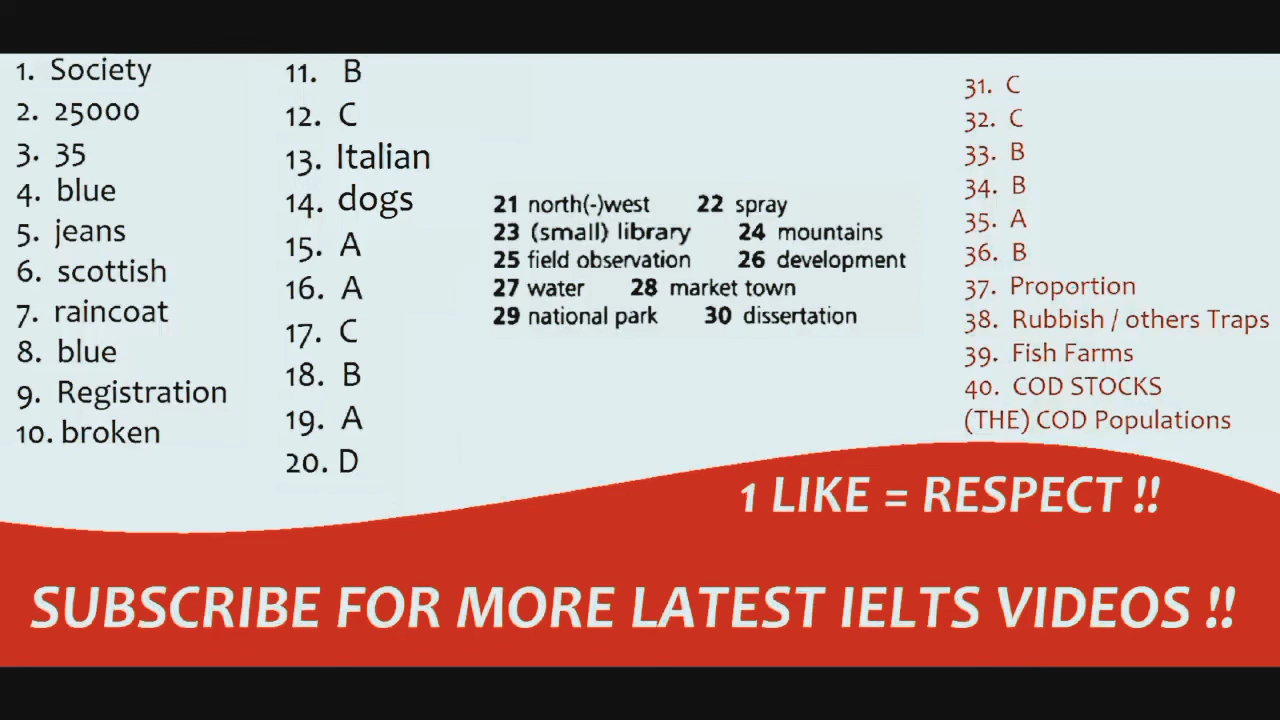 1. Society
2. 25000
3. 35
4. blue
5. jeans
6. scottish
7. raincoat
8. blue
9. Registration
10. broken
11. B
12. C
13. Italian
14. dogs
15. A
16. A
17. C
18. B
19. A
20. D
21 north(-)west 22 spray
23 (small) library 24 mountains
25 field observation 26 development
27 water 28 market town
29 national park 30 dissertation
31. C
32. C
33. B
34. B
35. A
36. B
37. Proportion
38. Rubbish / others Traps
39. Fish Farms
40. COD STOCKS
(THE) COD Populations
1 LIKE = RESPECT !!
SUBSCRIBE FOR MORE LATEST IELTS VIDEOS !!